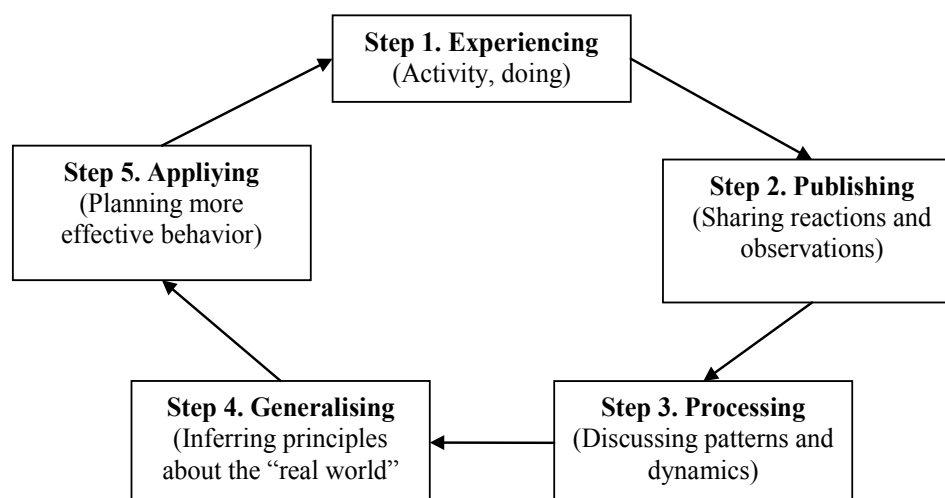 Step 1. Experiencing
(Activity, doing)
Step 2. Publishing
(Sharing reactions and
observations)
Step 3. Processing
(Discussing patterns and
dynamics)
Step 4. Generalising
(Inferring principles
about the “real world”
Step 5. Appliying
(Planning more
effective behavior)